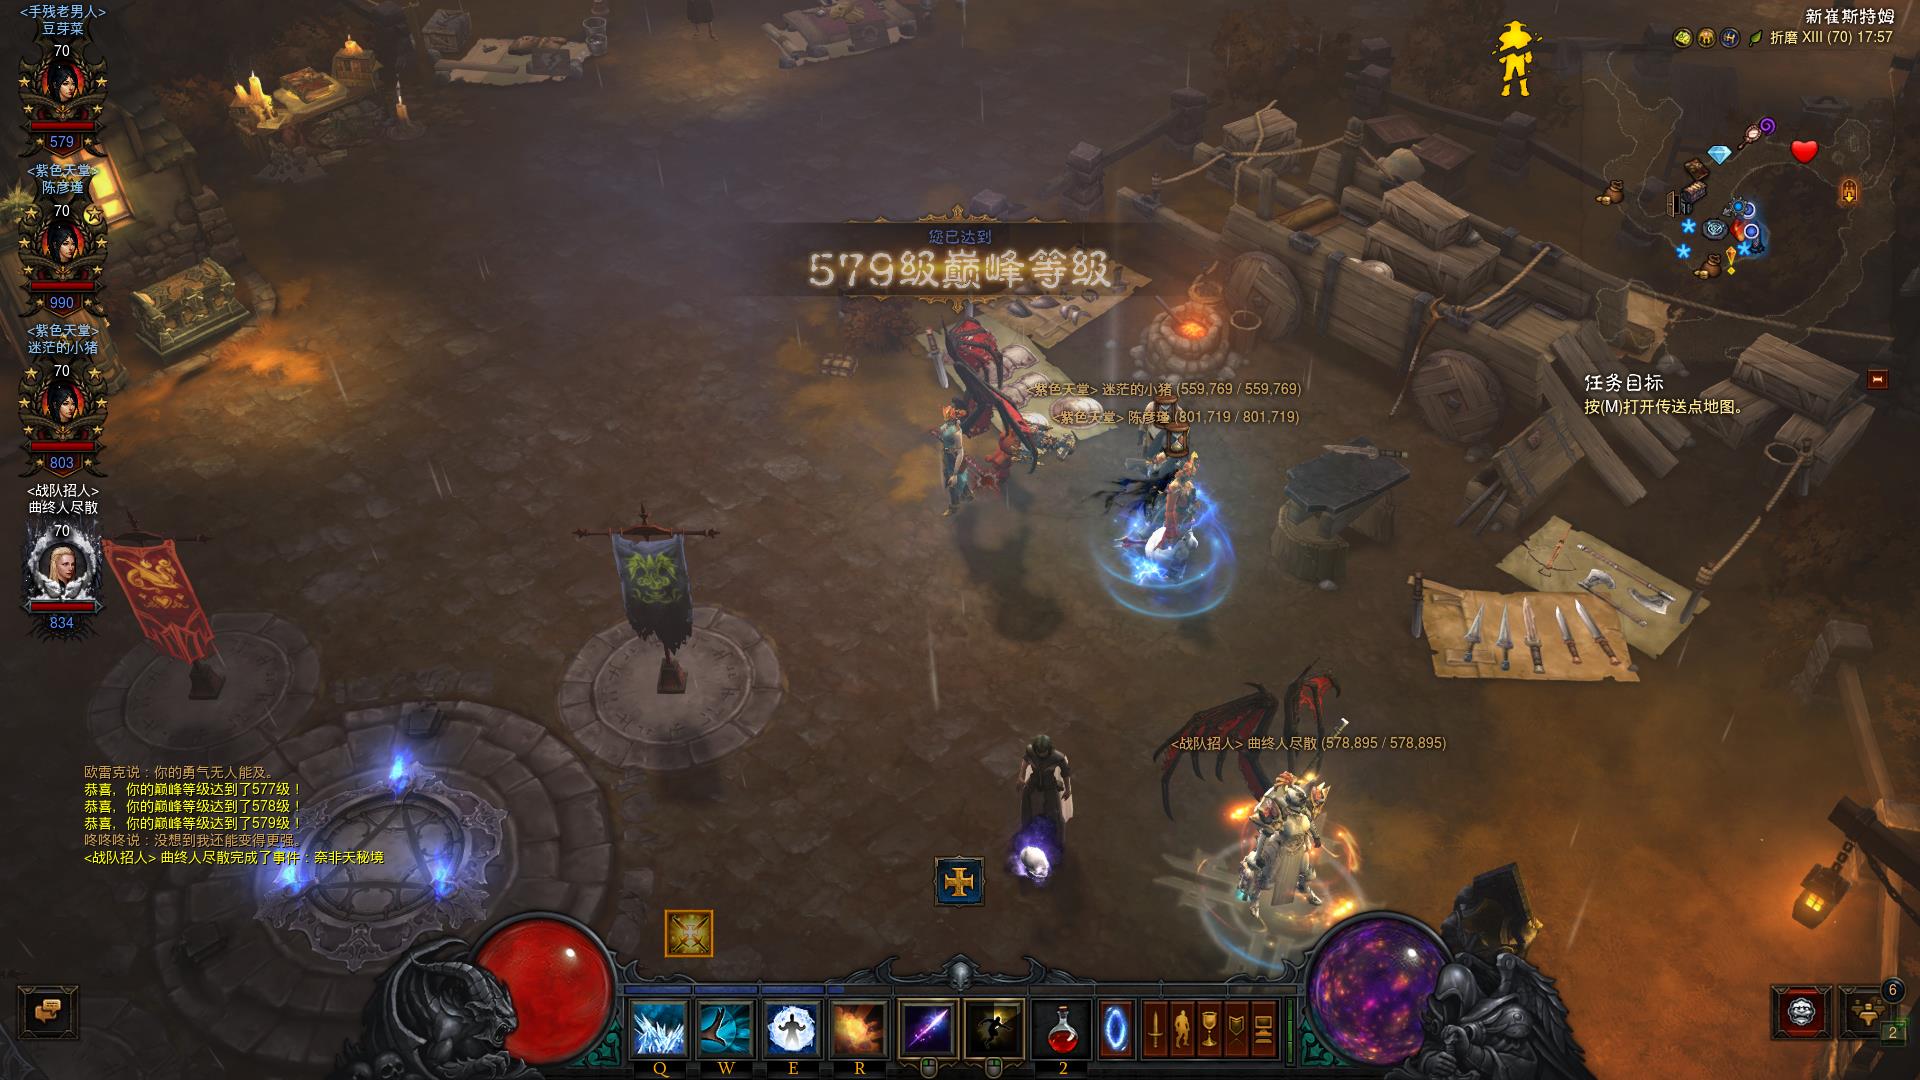 <手残老男人>
豆芽菜
70
579
<紫色天堂>
陈彦瑾
70
990
<紫色天堂>
迷茫的小猪
70
803
<战队招人>
曲终人尽散
70
834
新崔斯特姆
折磨 XIII (70) 17:57
您已达到
579级巅峰等级
<紫色天堂> 迷茫的小猪 (559,769 / 559,769)
<紫色天堂> 陈彦瑾 (801,719 / 801,719)
任务目标
按(M)打开传送点地图。
<战队招人> 曲终人尽散 (578,895 / 578,895)
欧雷克说：你的勇气无人能及。
恭喜，你的巅峰等级达到了577级！
恭喜，你的巅峰等级达到了578级！
恭喜，你的巅峰等级达到了579级！
咚咚咚说：没想到我还能变得更强。
<战队招人> 曲终人尽散完成了事件：奈非天秘境
Q W E R 2
6
2